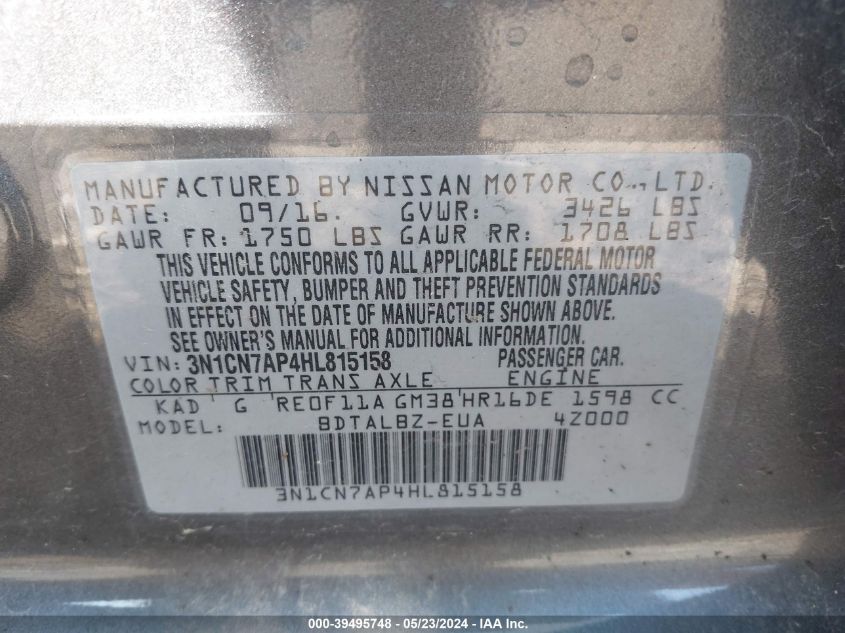 MANUFACTURED BY NISSAN MOTOR CO., LTD.
DATE: 09/16. GVWR: 3426 LBS
GAWR FR: 1750 LBS GAWR RR: 1708 LBS
THIS VEHICLE CONFORMS TO ALL APPLICABLE FEDERAL MOTOR
VEHICLE SAFETY, BUMPER AND THEFT PREVENTION STANDARDS
IN EFFECT ON THE DATE OF MANUFACTURE SHOWN ABOVE.
SEE OWNER'S MANUAL FOR ADDITIONAL INFORMATION.
VIN: 3N1CN7AP4HL815158 PASSENGER CAR.
COLOR TRIM TRANS AXLE ENGINE
KAD G RE0F11A GM38 HR16DE 1598 CC
MODEL: BDTALBZ-EUA 4Z000
3N1CN7AP4HL815158
000-39495748 - 05/23/2024 - IAA Inc.